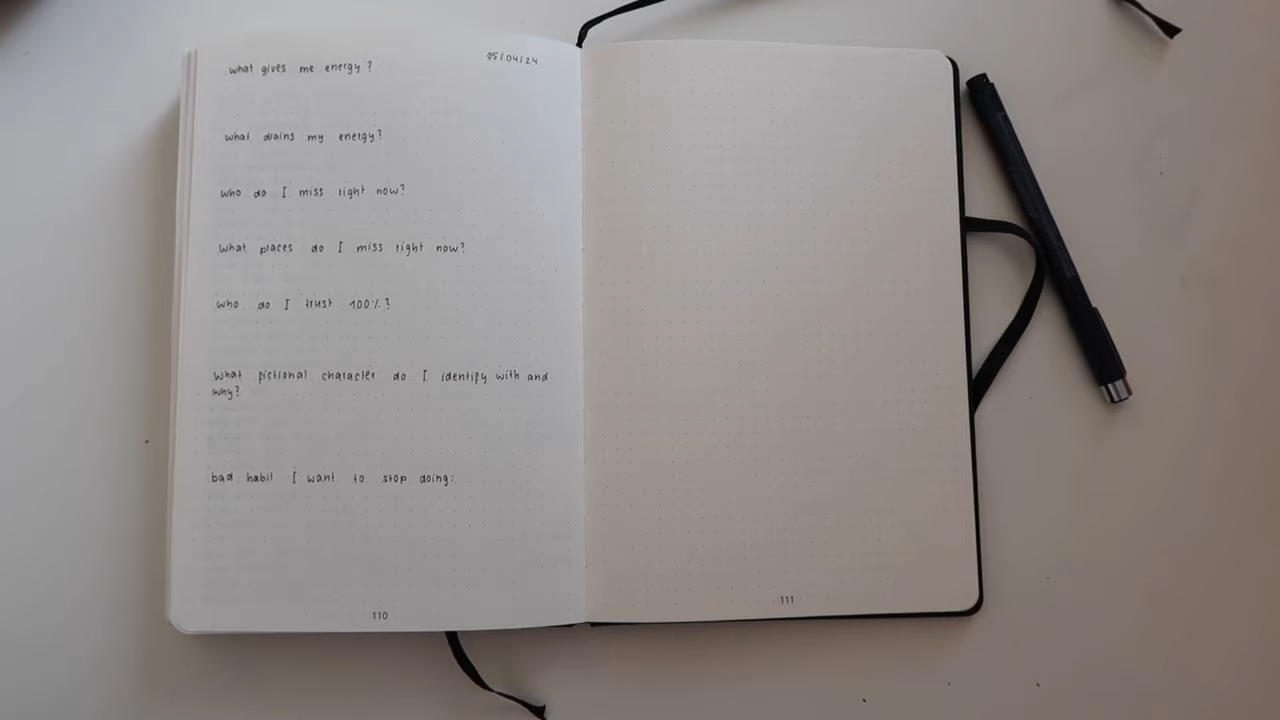 what gives me energy?
05/04/24
what drains my energy?
who do I miss right now?
what places do I miss right now?
who do I trust 100%?
what fictional character do I identify with and
why?
bad habit I want to stop doing:
110
111